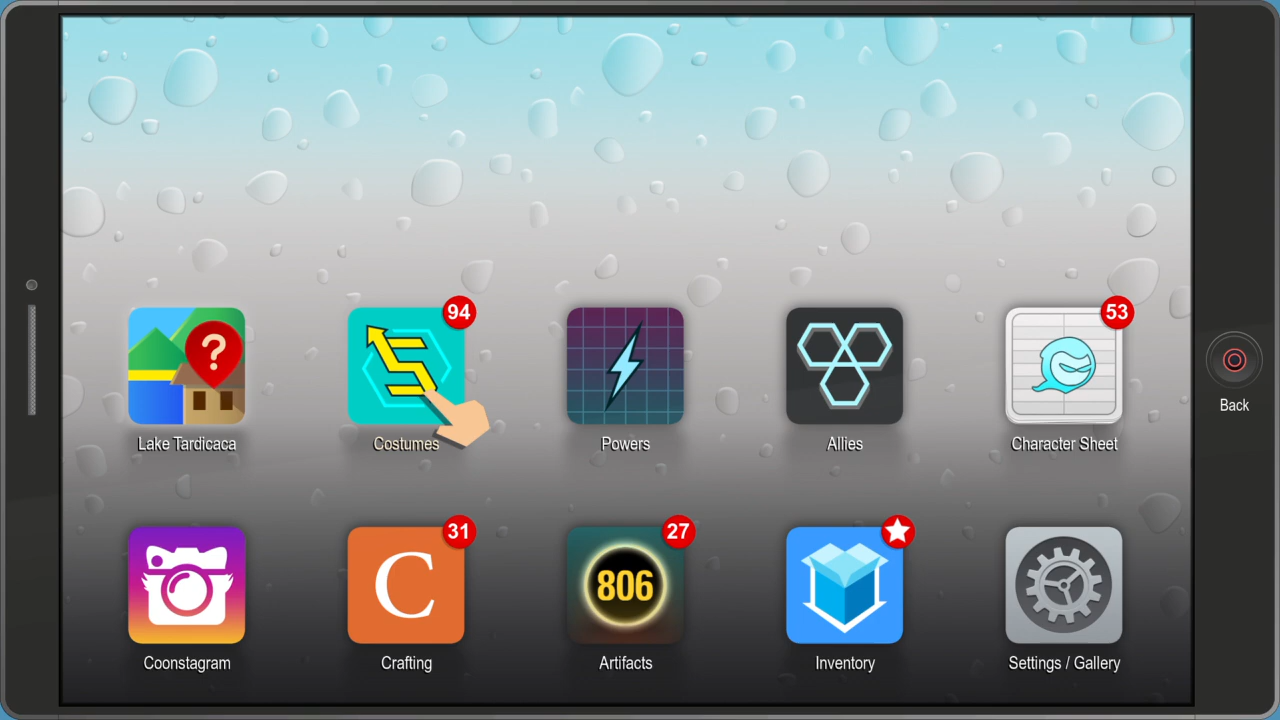 94
53
?
Lake Tardicaca
Costumes
Powers
Allies
Character Sheet
Back
31
27
C
806
Coonstagram
Crafting
Artifacts
Inventory
Settings / Gallery